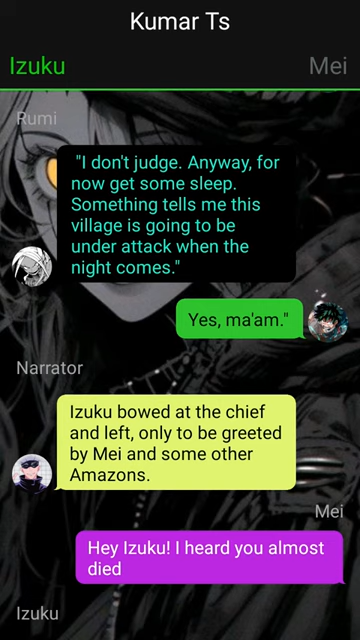 Kumar Ts
Izuku
Mei
Rumi
"I don't judge. Anyway, for
now get some sleep.
Something tells me this
village is going to be
under attack when the
night comes."
Yes, ma'am."
Narrator
Izuku bowed at the chief
and left, only to be greeted
by Mei and some other
Amazons.
Mei
Hey Izuku! I heard you almost
died
Izuku